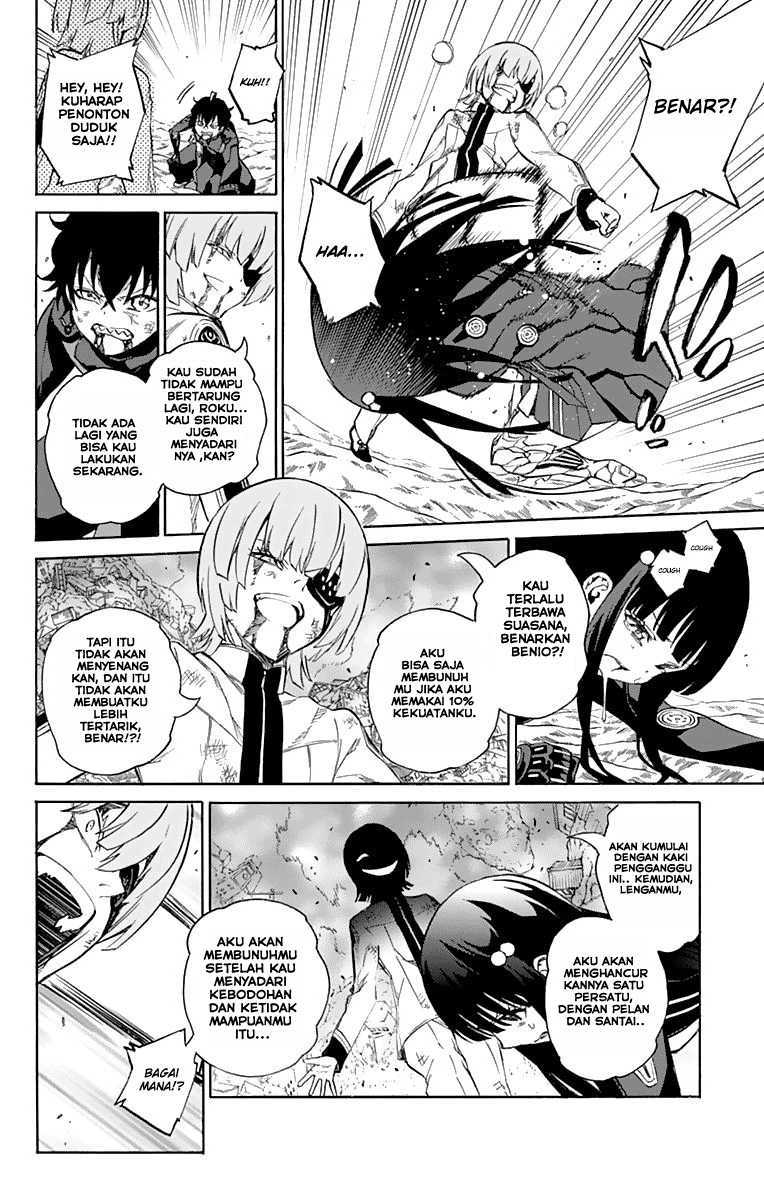 BENAR?!
HAA...
KUH!!
HEY, HEY!
KUHARAP
PENONTON
DUDUK
SAJA!!
KAU SUDAH
TIDAK MAMPU
BERTARUNG
LAGI, ROKU...
KAU SENDIRI
JUGA
MENYADARI
NYA ,KAN?
TIDAK ADA
LAGI YANG
BISA KAU
LAKUKAN
SEKARANG.
COUGH
COUGH
KAU
TERLALU
TERBAWA
SUASANA,
BENARKAN
BENIO?!
AKU
BISA SAJA
MEMBUNUH
MU JIKA AKU
MEMAKAI 10%
KEKUATANKU.
TAPI ITU
TIDAK AKAN
MENYENANG
KAN, DAN ITU
TIDAK AKAN
MEMBUATKU
LEBIH
TERTARIK,
BENAR!?!
AKAN KUMULAI
DENGAN KAKI
PENGGANGGU
INI.. KEMUDIAN,
LENGANMU,
AKU AKAN
MENGHANCUR
KANNYA SATU
PERSATU,
DENGAN PELAN
DAN SANTAI..
AKU AKAN
MEMBUNUHMU
SETELAH KAU
MENYADARI
KEBODOHAN
DAN KETIDAK
MAMPUANMU
ITU...
BAGAI
MANA!?